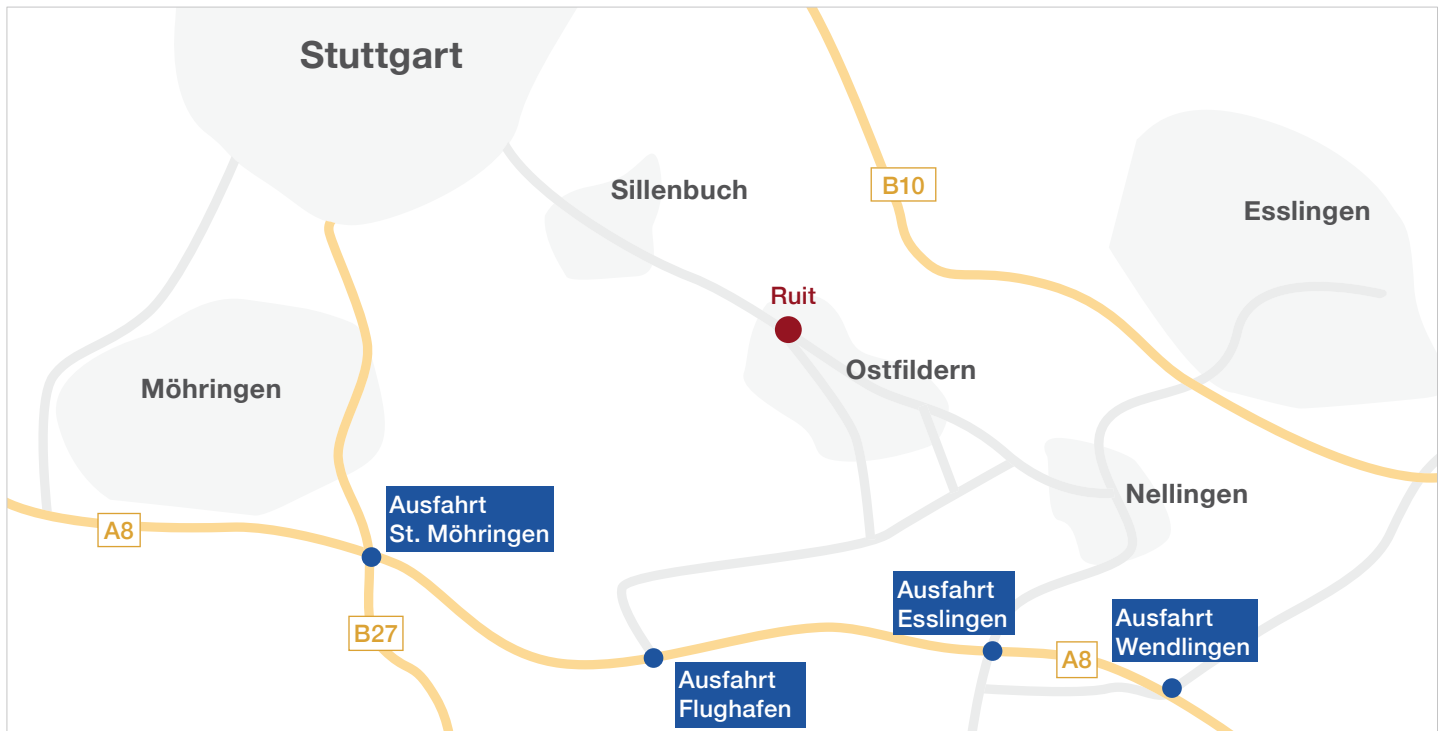 Stuttgart
Sillenbuch
B10
Esslingen
Ruit
Ostfildern
Möhringen
Nellingen
Ausfahrt
St. Möhringen
A8
B27
Ausfahrt
Esslingen
Ausfahrt
Wendlingen
A8
Ausfahrt
Flughafen